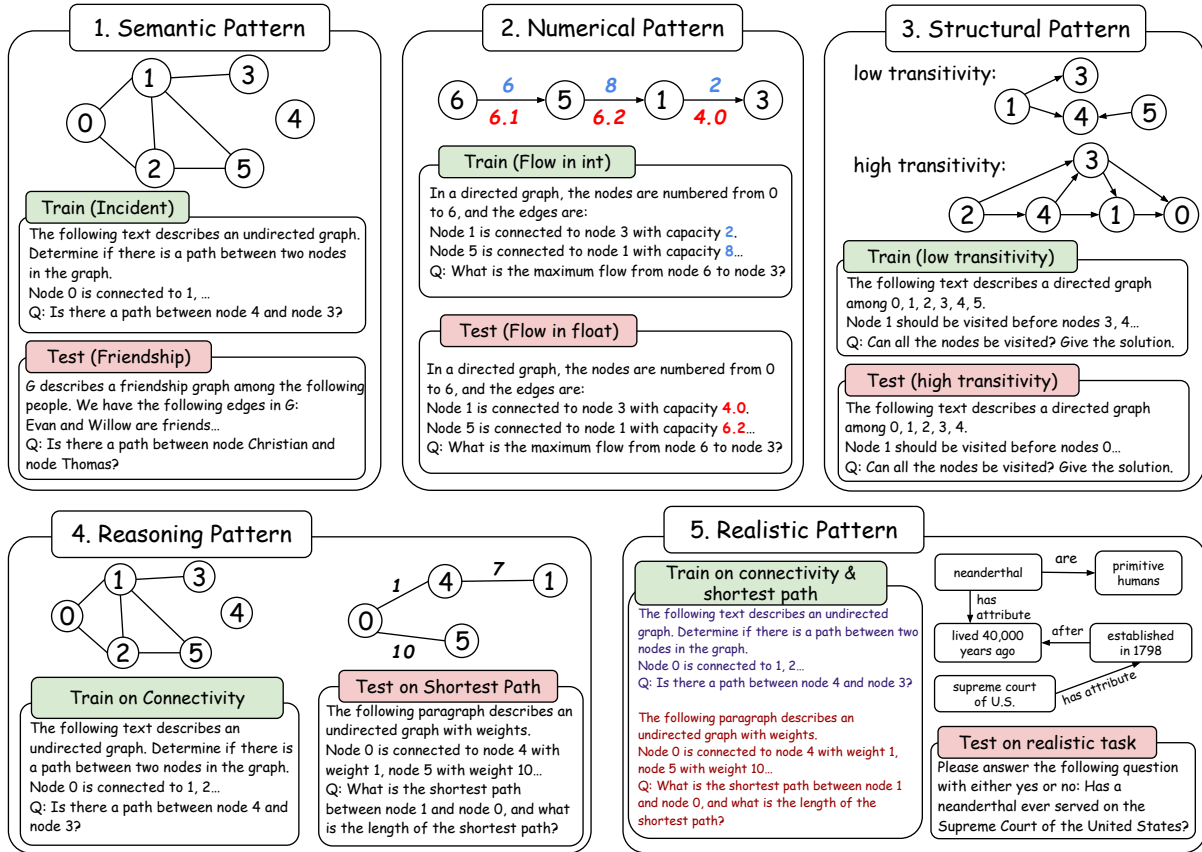 1. Semantic Pattern
1
3
0
4
2
5
Train (Incident)
The following text describes an undirected graph.
Determine if there is a path between two nodes
in the graph.
Node 0 is connected to 1, …
Q: Is there a path between node 4 and node 3?
Test (Friendship)
G describes a friendship graph among the following
people. We have the following edges in G:
Evan and Willow are friends…
Q: Is there a path between node Christian and
node Thomas?
2. Numerical Pattern
6 8 2
6 5 1 3
6.1 6.2 4.0
Train (Flow in int)
In a directed graph, the nodes are numbered from 0
to 6, and the edges are:
Node 1 is connected to node 3 with capacity 2.
Node 5 is connected to node 1 with capacity 8…
Q: What is the maximum flow from node 6 to node 3?
Test (Flow in float)
In a directed graph, the nodes are numbered from 0
to 6, and the edges are:
Node 1 is connected to node 3 with capacity 4.0.
Node 5 is connected to node 1 with capacity 6.2…
Q: What is the maximum flow from node 6 to node 3?
3. Structural Pattern
low transitivity:
3
1
4
5
high transitivity:
3
2 4 1 0
Train (low transitivity)
The following text describes a directed graph
among 0, 1, 2, 3, 4, 5.
Node 1 should be visited before nodes 3, 4…
Q: Can all the nodes be visited? Give the solution.
Test (high transitivity)
The following text describes a directed graph
among 0, 1, 2, 3, 4.
Node 1 should be visited before nodes 0…
Q: Can all the nodes be visited? Give the solution.
4. Reasoning Pattern
1
3
0
4
2
5
Train on Connectivity
The following text describes an
undirected graph. Determine if there is
a path between two nodes in the graph.
Node 0 is connected to 1, 2…
Q: Is there a path between node 4 and
node 3?
1
4
7
1
0
5
10
Test on Shortest Path
The following paragraph describes an
undirected graph with weights.
Node 0 is connected to node 4 with
weight 1, node 5 with weight 10…
Q: What is the shortest path
between node 1 and node 0, and what
is the length of the shortest path?
5. Realistic Pattern
Train on connectivity &
shortest path
The following text describes an undirected
graph. Determine if there is a path between two
nodes in the graph.
Node 0 is connected to 1, 2…
Q: Is there a path between node 4 and node 3?
The following paragraph describes an
undirected graph with weights.
Node 0 is connected to node 4 with weight 1,
node 5 with weight 10…
Q: What is the shortest path between node 1
and node 0, and what is the length of the
shortest path?
neanderthal
are
primitive
humans
has
attribute
lived 40,000
years ago
after
established
in 1798
supreme court
of U.S.
has attribute
Test on realistic task
Please answer the following question
with either yes or no: Has a
neanderthal ever served on the
Supreme Court of the United States?